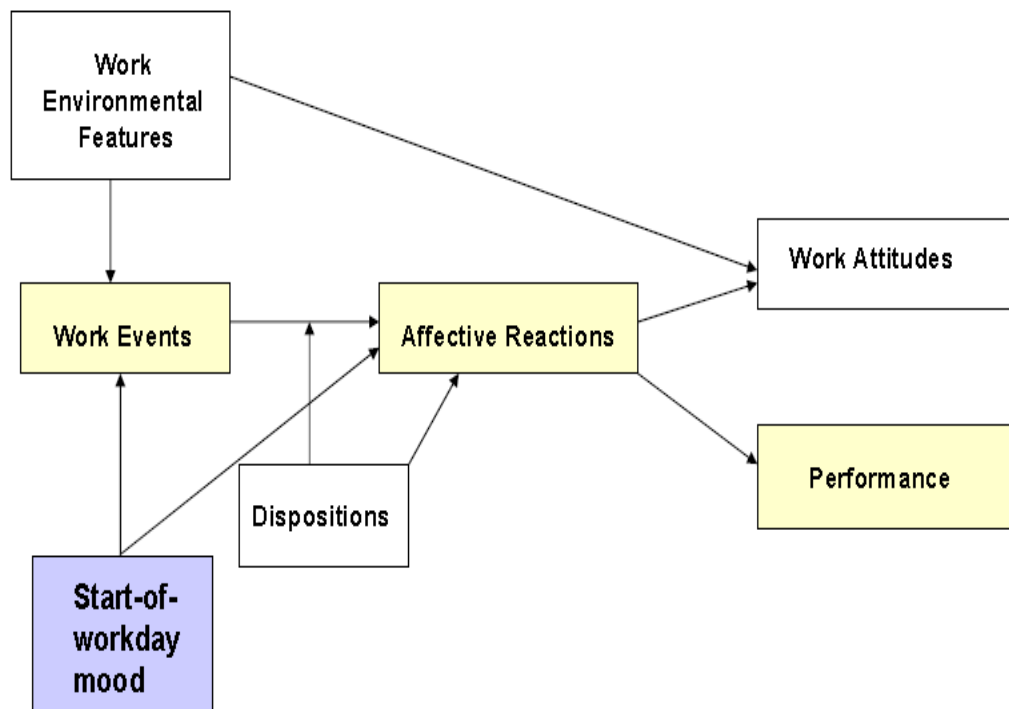 Work
Environmental
Features
Work Attitudes
Work Events
Affective Reactions
Performance
Dispositions
Start-of-
workday
mood